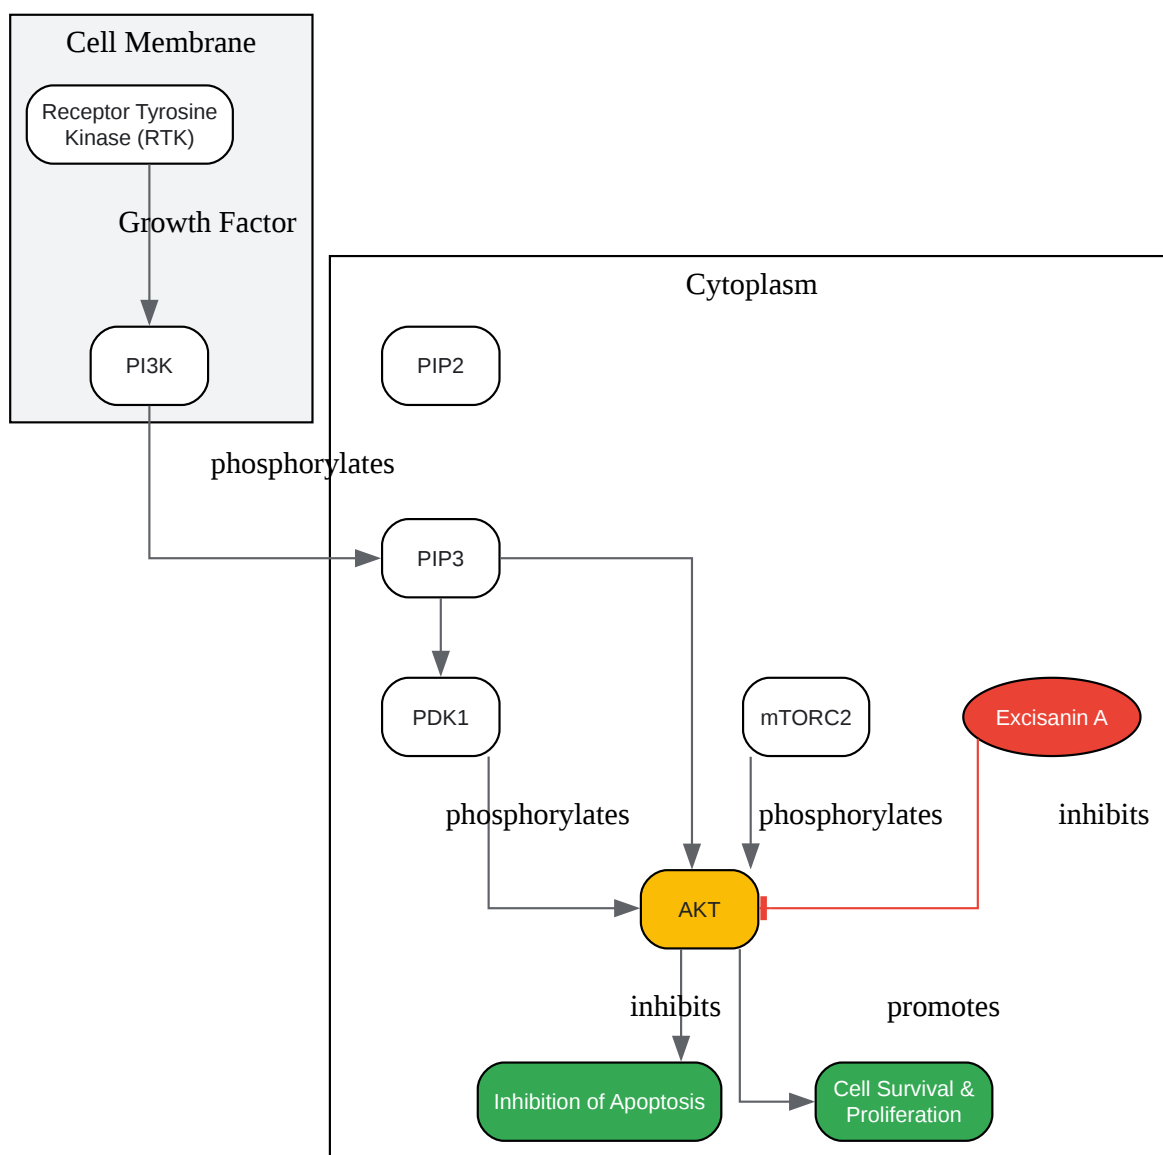 Cell Membrane
Receptor Tyrosine
Kinase (RTK)
Growth Factor
Cytoplasm
PI3K
PIP2
phosphorylates
PIP3
PDK1
mTORC2
Excisanin A
phosphorylates
phosphorylates
inhibits
AKT
inhibits
promotes
Inhibition of Apoptosis
Cell Survival &
Proliferation